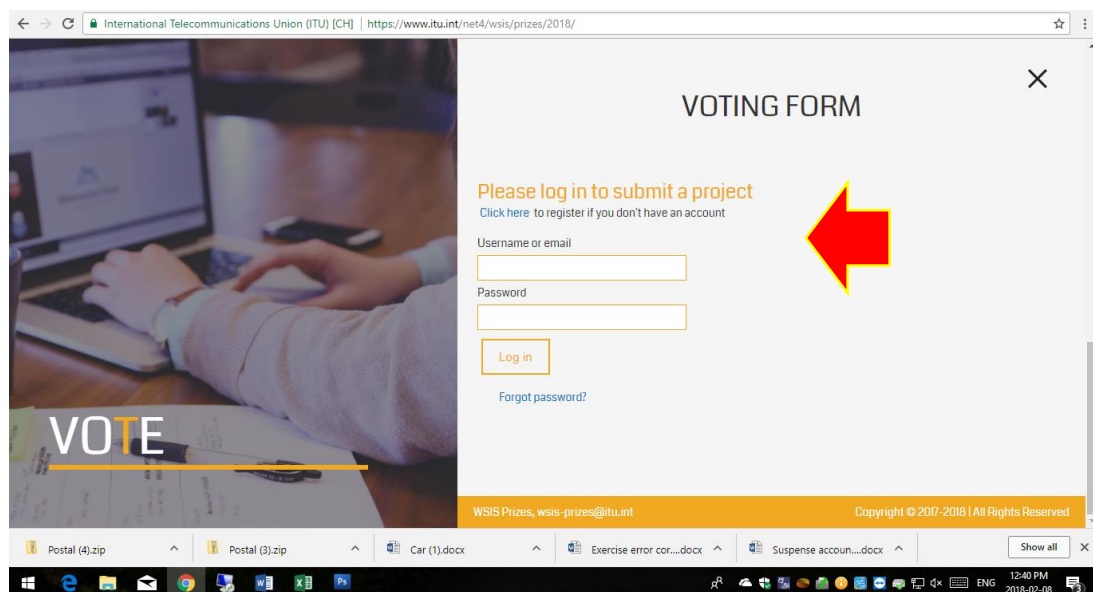 International Telecommunications Union (ITU) [CH] | https://www.itu.int/net4/wsis/prizes/2018/
VOTING FORM
Please log in to submit a project
Click here to register if you don't have an account
Username or email
Password
Log in
Forgot password?
VOTE
WSIS Prizes, wsis-prizes@itu.int
Copyright © 2017-2018 | All Rights Reserved
Postal (4).zip
Postal (3).zip
Car (1).docx
Exercise error cor....docx
Suspense accoun....docx
Show all
Ps
ENG
12:40 PM
2018-02-08
3